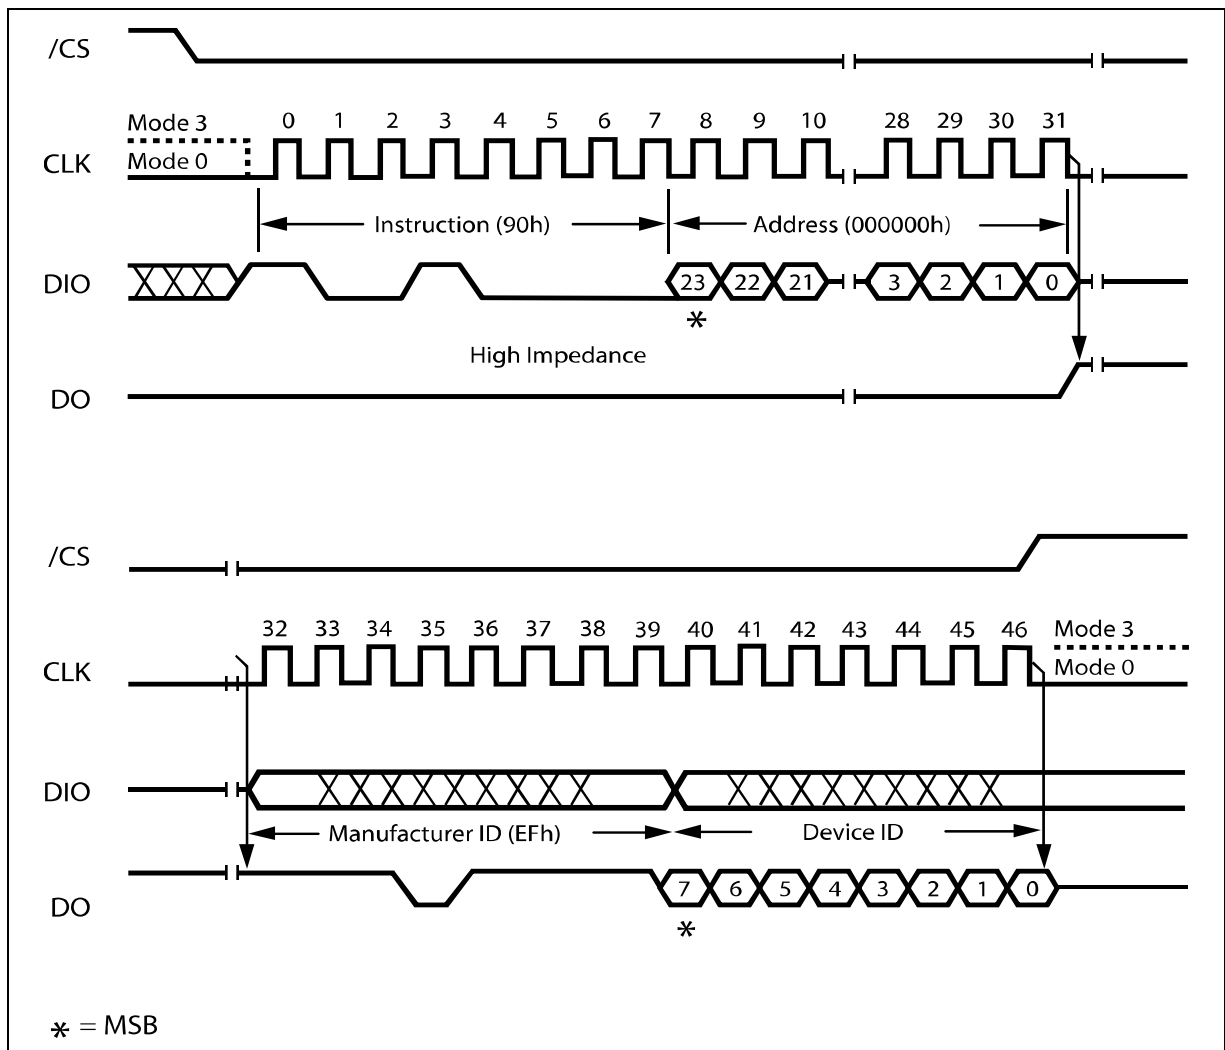 /CS
Mode 3
0 1 2 3 4 5 6 7 8 9 10 28 29 30 31
CLK
Mode 0
Instruction (90h) Address (000000h)
DIO
23 22 21 3 2 1 0
*
High Impedance
DO
/CS
32 33 34 35 36 37 38 39 40 41 42 43 44 45 46
Mode 3
CLK
Mode 0
DIO
Manufacturer ID (EFh) Device ID
DO
7 6 5 4 3 2 1 0
*
* = MSB